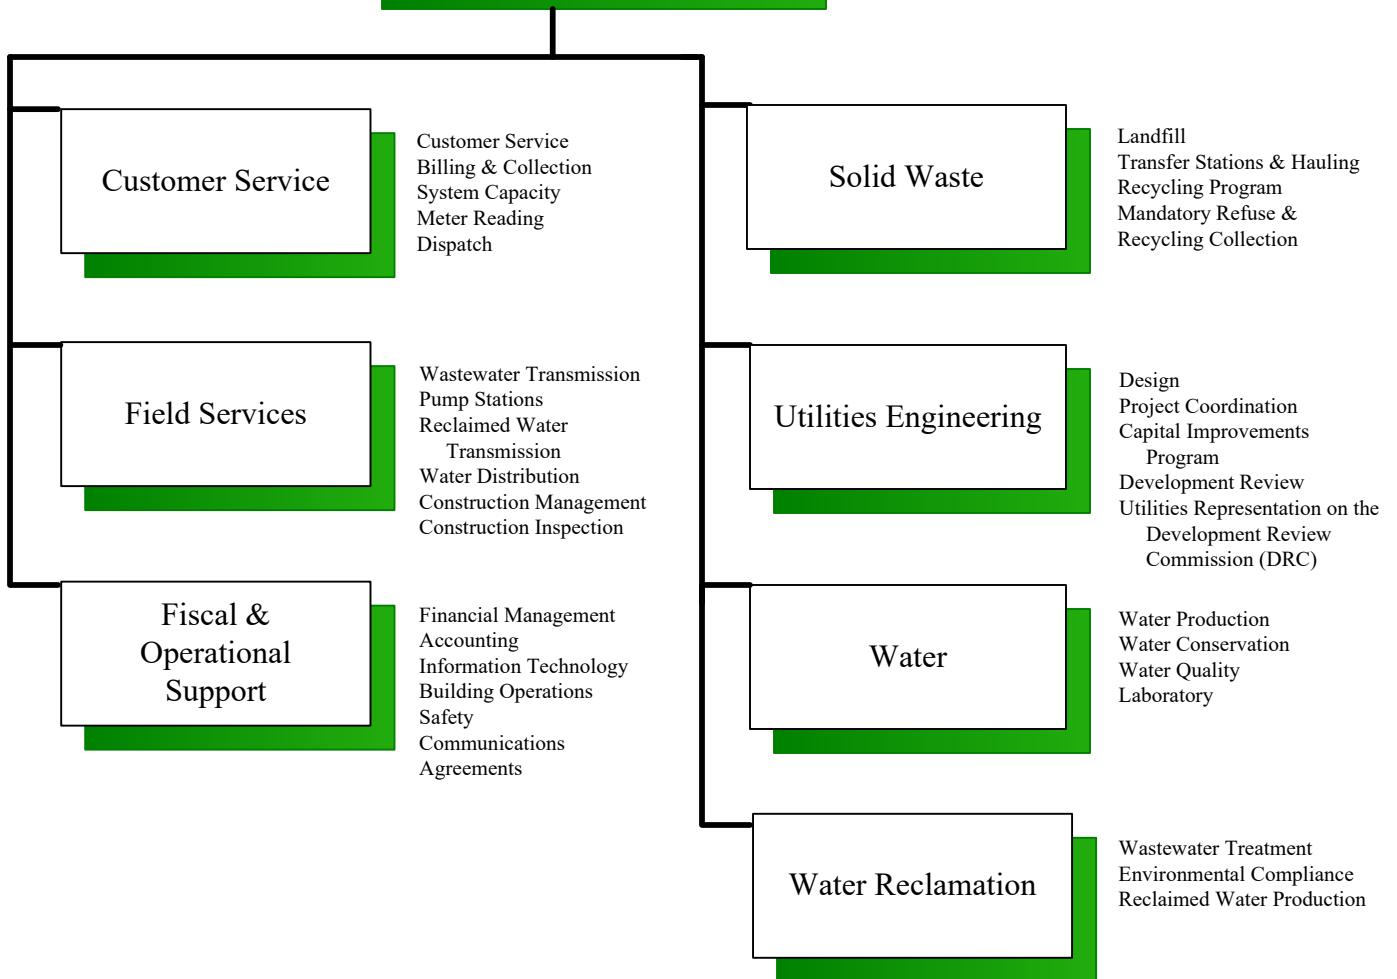 Customer Service
Customer Service
Billing & Collection
System Capacity
Meter Reading
Dispatch
Field Services
Wastewater Transmission
Pump Stations
Reclaimed Water
Transmission
Water Distribution
Construction Management
Construction Inspection
Fiscal &
Operational
Support
Financial Management
Accounting
Information Technology
Building Operations
Safety
Communications
Agreements
Solid Waste
Landfill
Transfer Stations & Hauling
Recycling Program
Mandatory Refuse &
Recycling Collection
Utilities Engineering
Design
Project Coordination
Capital Improvements
Program
Development Review
Utilities Representation on the
Development Review
Commission (DRC)
Water
Water Production
Water Conservation
Water Quality
Laboratory
Water Reclamation
Wastewater Treatment
Environmental Compliance
Reclaimed Water Production